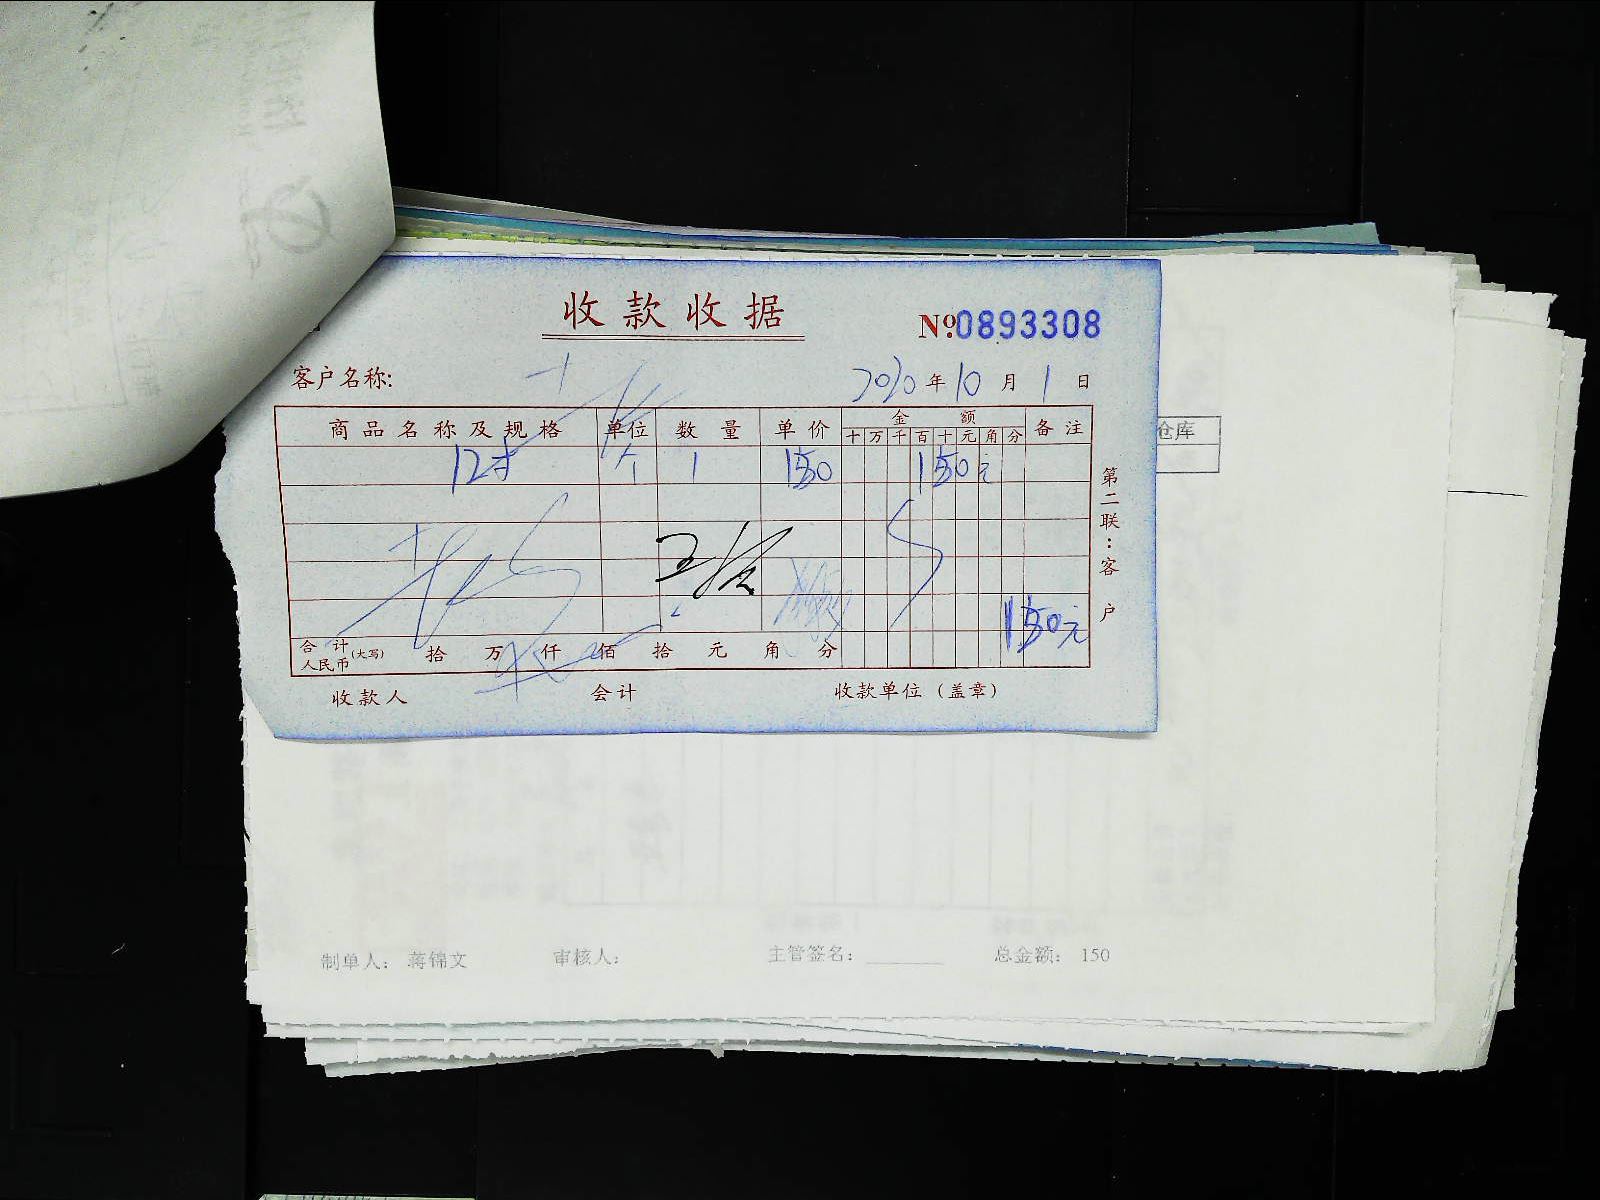 收款收据
№0893308
客户名称:
2020年10月1日
商品名称及规格 单位 数量 单价 金额 备注
十万千百十元角分
12寸 个 1 150 150元
第二联：客户
150元
合计人民币(大写) 拾 万 仟 佰 拾 元 角 分
收款人 会计 收款单位（盖章）
仓库
制单人： 蒋锦文 审核人： 主管签名： 总金额： 150